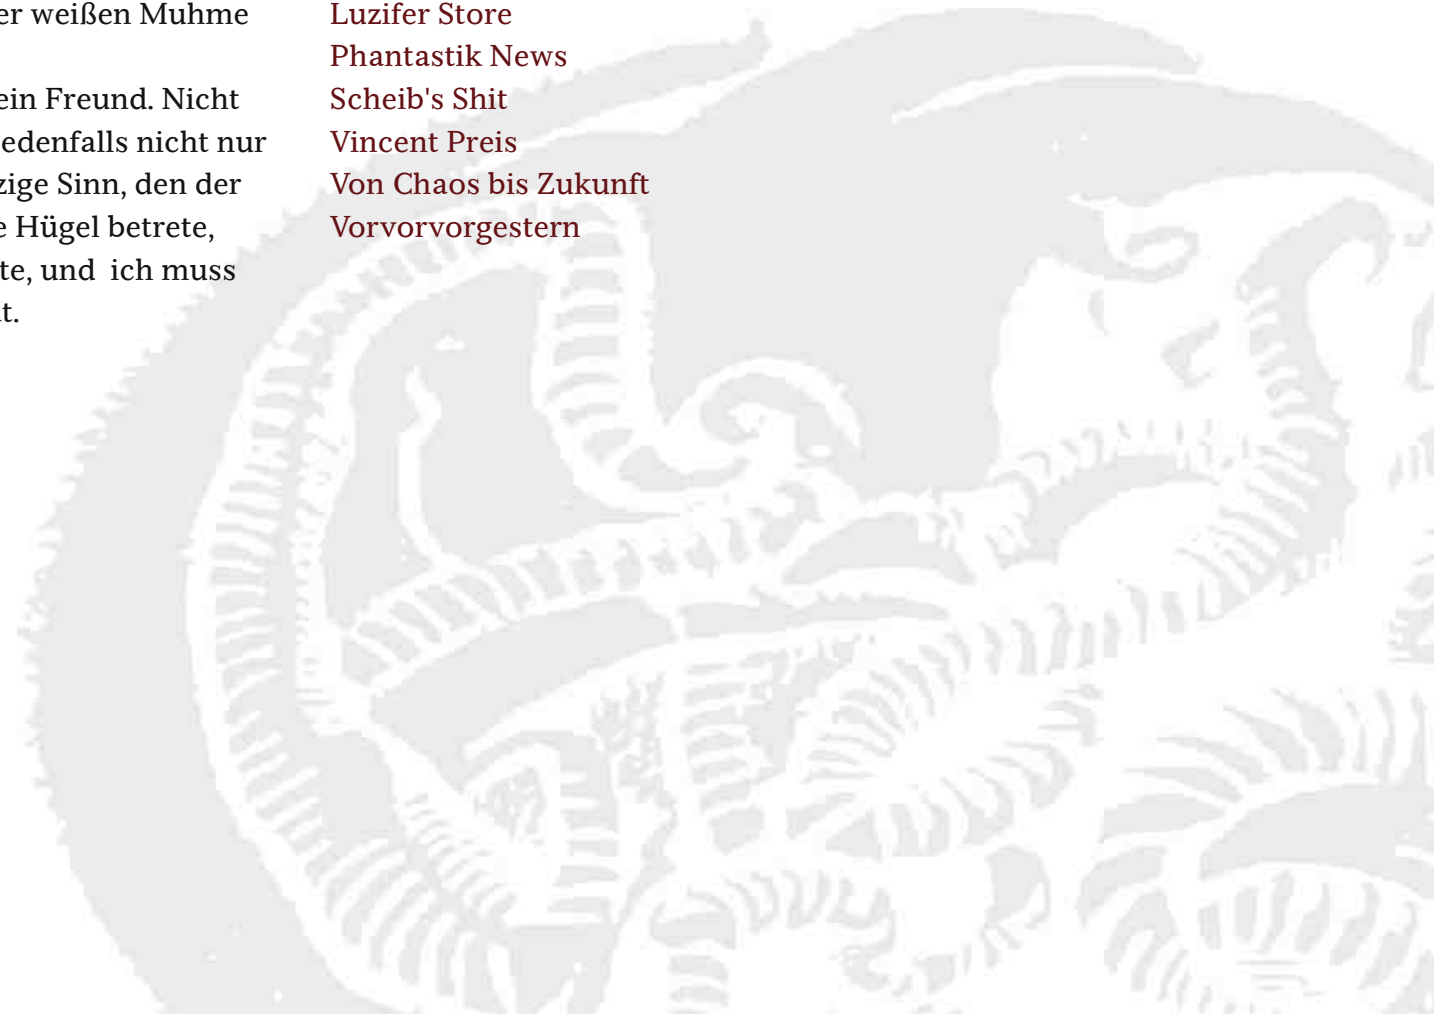 er weißen Muhme
ein Freund. Nicht
edenfalls nicht nur
zige Sinn, den der
e Hügel betrete,
te, und  ich muss
t.
Luzifer Store
Phantastik News
Scheib's Shit
Vincent Preis
Von Chaos bis Zukunft
Vorvorvorgestern